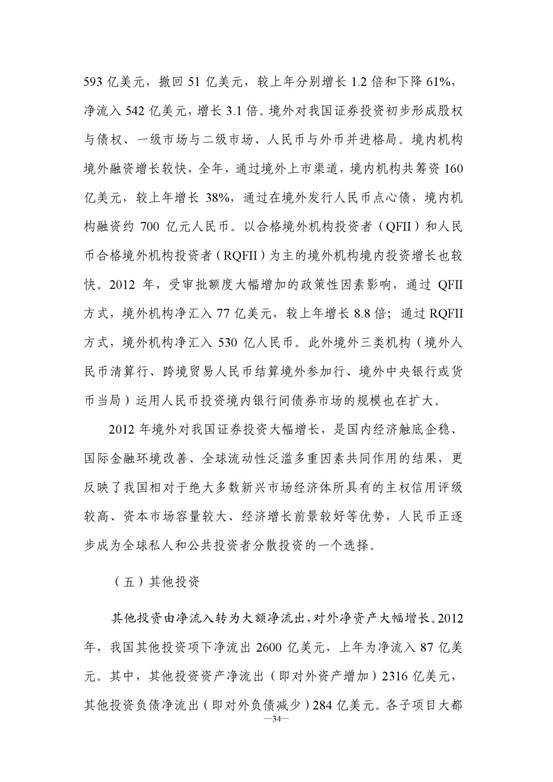 593 亿美元，撤回 51 亿美元，较上年分别增长 1.2 倍和下降 61%，
净流入 542 亿美元，增长 3.1 倍。境外对我国证券投资初步形成股权
与债权、一级市场与二级市场、人民币与外币并进格局。境内机构
境外融资增长较快，全年，通过境外上市渠道，境内机构共筹资 160
亿美元，较上年增长 38%，通过在境外发行人民币点心债，境内机
构融资约 700 亿元人民币。以合格境外机构投资者（QFII）和人民
币合格境外机构投资者（RQFII）为主的境外机构境内投资增长也较
快。2012 年，受审批额度大幅增加的政策性因素影响，通过 QFII
方式，境外机构净汇入 77 亿美元，较上年增长 8.8 倍；通过 RQFII
方式，境外机构净汇入 530 亿人民币。此外境外三类机构（境外人
民币清算行、跨境贸易人民币结算境外参加行、境外中央银行或货
币当局）运用人民币投资境内银行间债券市场的规模也在扩大。
2012 年境外对我国证券投资大幅增长，是国内经济触底企稳、
国际金融环境改善、全球流动性泛滥多重因素共同作用的结果，更
反映了我国相对于绝大多数新兴市场经济体所具有的主权信用评级
较高、资本市场容量较大、经济增长前景较好等优势，人民币正逐
步成为全球私人和公共投资者分散投资的一个选择。
（五）其他投资
其他投资由净流入转为大额净流出，对外净资产大幅增长。2012
年，我国其他投资项下净流出 2600 亿美元，上年为净流入 87 亿美
元。其中，其他投资资产净流出（即对外资产增加）2316 亿美元，
其他投资负债净流出（即对外负债减少）284 亿美元。各子项目大都
—34—